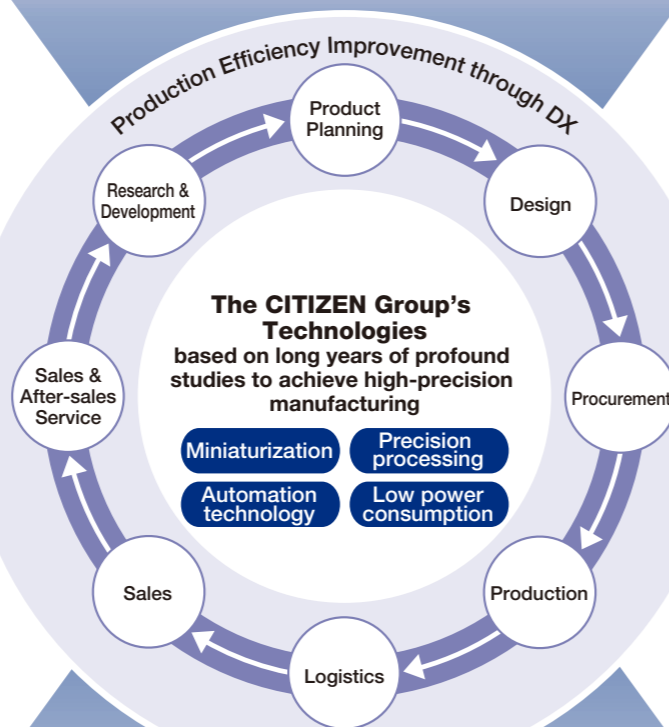 Production Efficiency Improvement through DX
Product
Planning
Design
Procurement
Production
Logistics
Sales
Sales &
After-sales
Service
Research &
Development
The CITIZEN Group's
Technologies
based on long years of profound
studies to achieve high-precision
manufacturing
Miniaturization
Precision
processing
Automation
technology
Low power
consumption